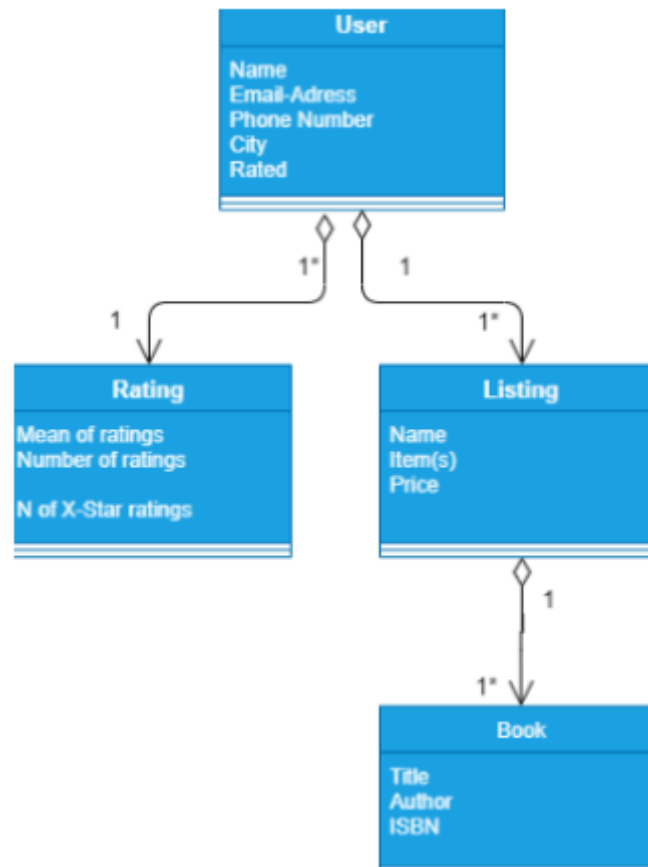 User
Name
Email-Adress
Phone Number
City
Rated
1*
1
1
1*
Rating
Mean of ratings
Number of ratings
N of X-Star ratings
Listing
Name
Item(s)
Price
1
1*
Book
Title
Author
ISBN